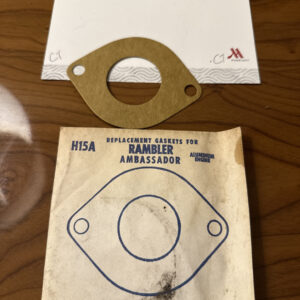 H15A
REPLACEMENT GASKETS FOR
RAMBLER
AMBASSADOR
ALUMINUM
ENGINE